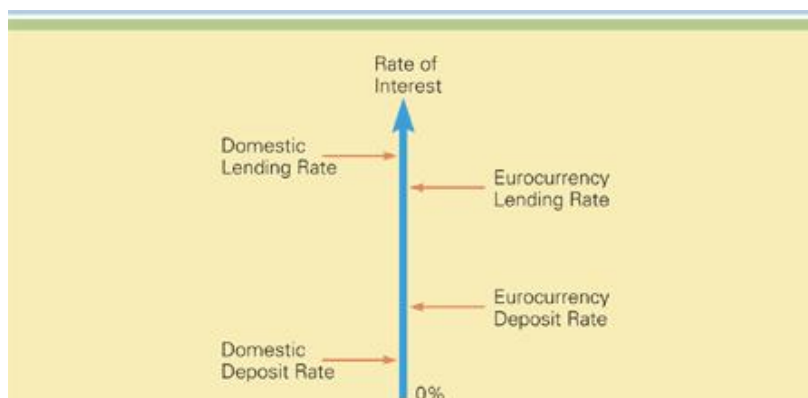 Rate of
Interest
Domestic
Lending Rate
Eurocurrency
Lending Rate
Eurocurrency
Deposit Rate
Domestic
Deposit Rate
0%